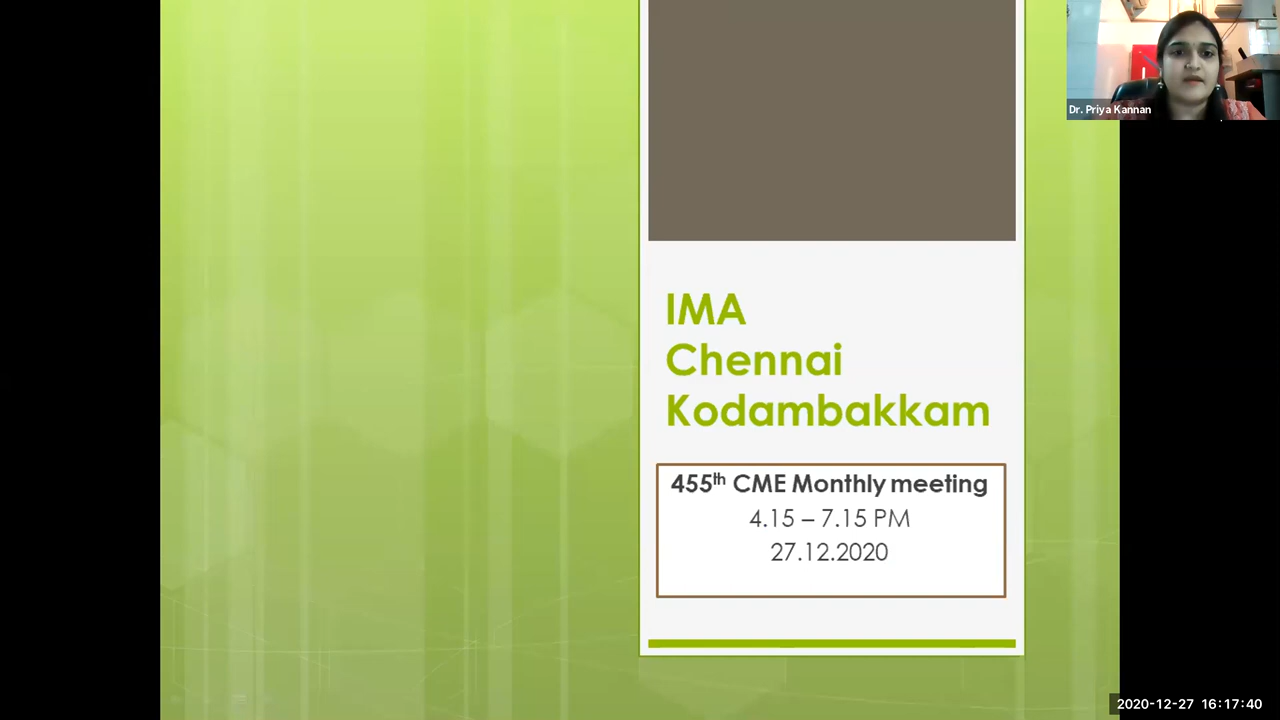 IMA
Chennai
Kodambakkam
455th CME Monthly meeting
4.15 – 7.15 PM
27.12.2020
Dr. Priya Kannan
2020-12-27 16:17:40